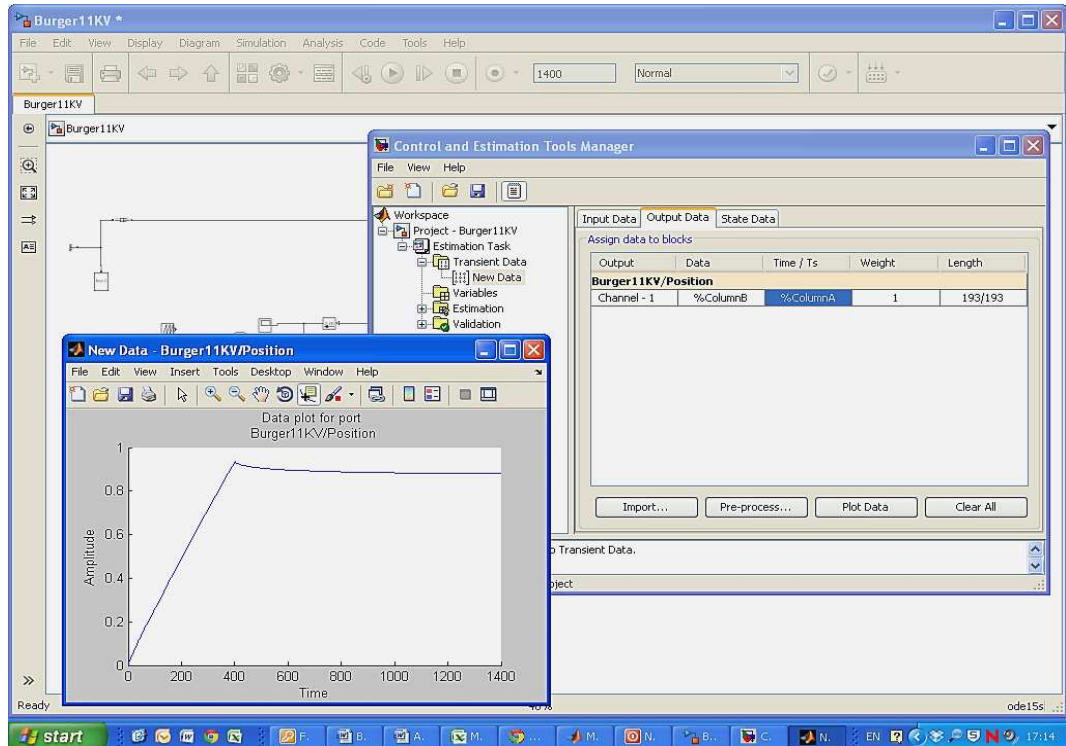 Burger11KV *
File Edit View Display Diagram Simulation Analysis Code Tools Help
1400 Normal
Burger11KV
Burger11KV
Control and Estimation Tools Manager
File View Help
Workspace
Project - Burger11KV
Estimation Task
Transient Data
New Data
Variables
Estimation
Validation
Input Data Output Data State Data
Assign data to blocks
Output Data Time / Ts Weight Length
Burger11KV/Position
Channel - 1 %ColumnB %ColumnA 1 193/193
Import... Pre-process... Plot Data Clear All
o Transient Data.
oject
New Data - Burger11KV/Position
File Edit View Insert Tools Desktop Window Help
Data plot for port
Burger11KV/Position
1
0.8
0.6
0.4
0.2
0
Amplitude
0 200 400 600 800 1000 1200 1400
Time
Ready ode15s
start F. B. A. M. ... M. N. B.. C. N. EN 17:14